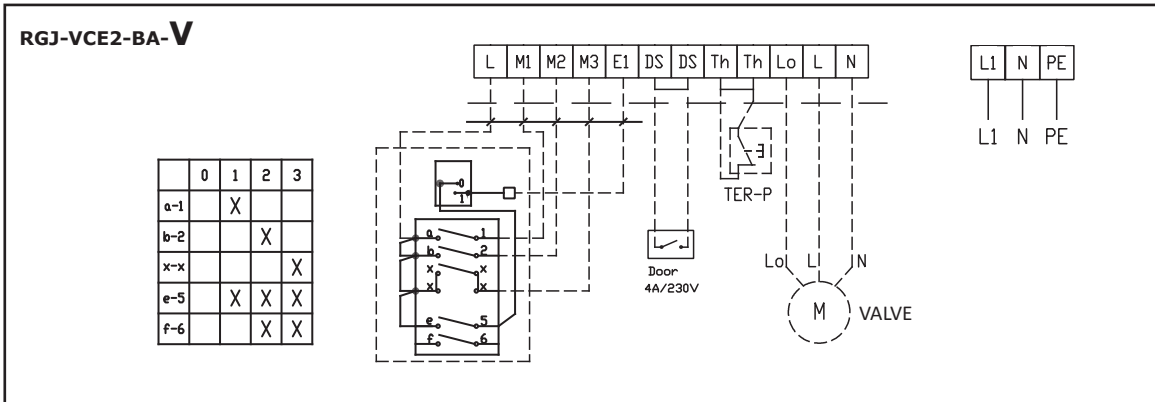 RGJ-VCE2-BA-V
L M1 M2 M3 E1 DS DS Th Th Lo L N
L1 N PE
L1 N PE
0 1 2 3
a-1 X
b-2 X
x-x X
e-5 X X X
f-6 X X
0
1
a 1
b 2
x x
x x
e 5
f 6
TER-P
Door
4A/230V
Lo L N
M VALVE